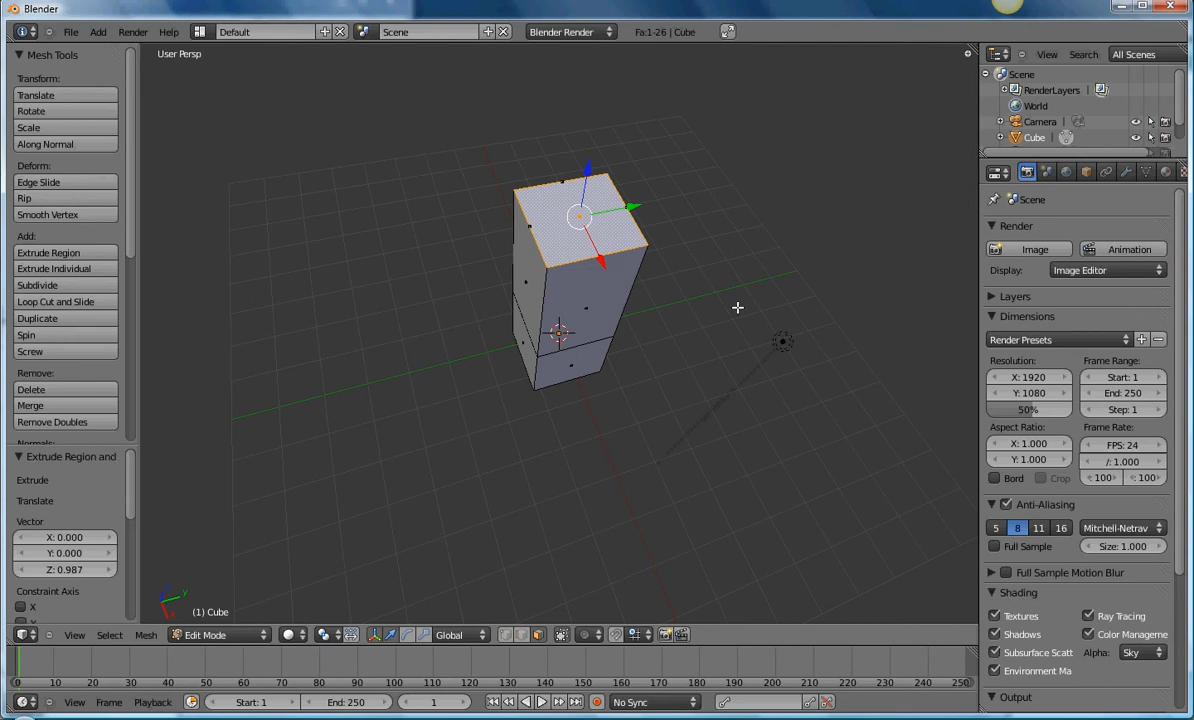 Blender
File Add Render Help Default Scene Blender Render Fa:1-26 | Cube
Mesh Tools
Transform:
Translate
Rotate
Scale
Along Normal
Deform:
Edge Slide
Rip
Smooth Vertex
Add:
Extrude Region
Extrude Individual
Subdivide
Loop Cut and Slide
Duplicate
Spin
Screw
Remove:
Delete
Merge
Remove Doubles
Extrude Region and
Extrude
Translate
Vector
X: 0.000
Y: 0.000
Z: 0.987
Constraint Axis
X
User Persp
z y
x
(1) Cube
View Select Mesh Edit Mode Global
0 10 20 30 40 50 60 70 80 90 100 110 120 130 140 150 160 170 180 190 200 210 220 230 240 250
View Frame Playback Start: 1 End: 250 1 No Sync
View Search All Scenes
Scene
RenderLayers |
World
Camera |
Cube |
Scene
Render
Image Animation
Display: Image Editor
Layers
Dimensions
Render Presets
Resolution: Frame Range:
X: 1920 Start: 1
Y: 1080 End: 250
50% Step: 1
Aspect Ratio: Frame Rate:
X: 1.000 FPS: 24
Y: 1.000 /: 1.000
Bord Crop : 100 : 100
Anti-Aliasing
5 8 11 16 Mitchell-Netrav
Full Sample Size: 1.000
Full Sample Motion Blur
Shading
Textures Ray Tracing
Shadows Color Manageme
Subsurface Scatt Alpha: Sky
Environment Ma
Output